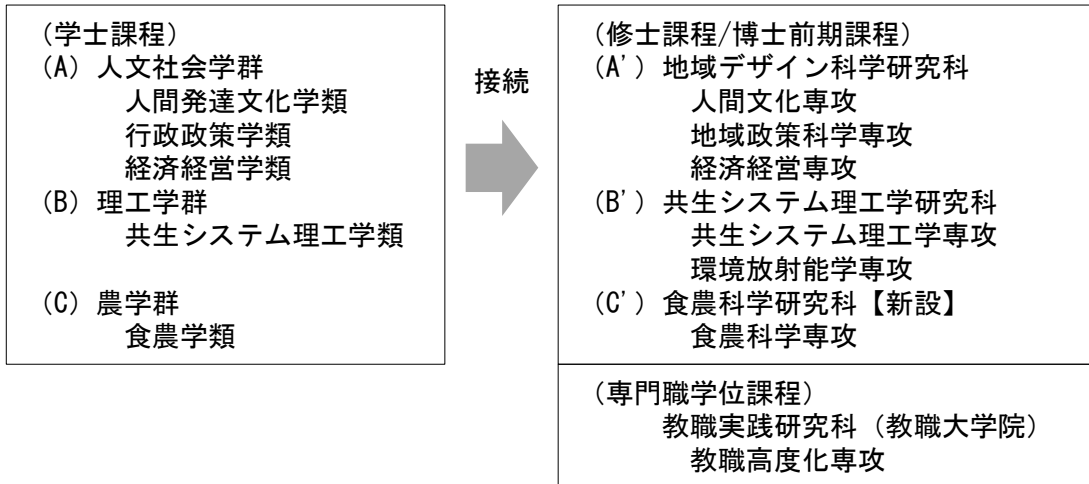 （学士課程）
（A）人文社会学群
人間発達文化学類
行政政策学類
経済経営学類
（B）理工学群
共生システム理工学類
（C）農学群
食農学類
接続
（修士課程/博士前期課程）
（A'）地域デザイン科学研究科
人間文化専攻
地域政策科学専攻
経済経営専攻
（B'）共生システム理工学研究科
共生システム理工学専攻
環境放射能学専攻
（C'）食農科学研究科【新設】
食農科学専攻
（専門職学位課程）
教職実践研究科（教職大学院）
教職高度化専攻